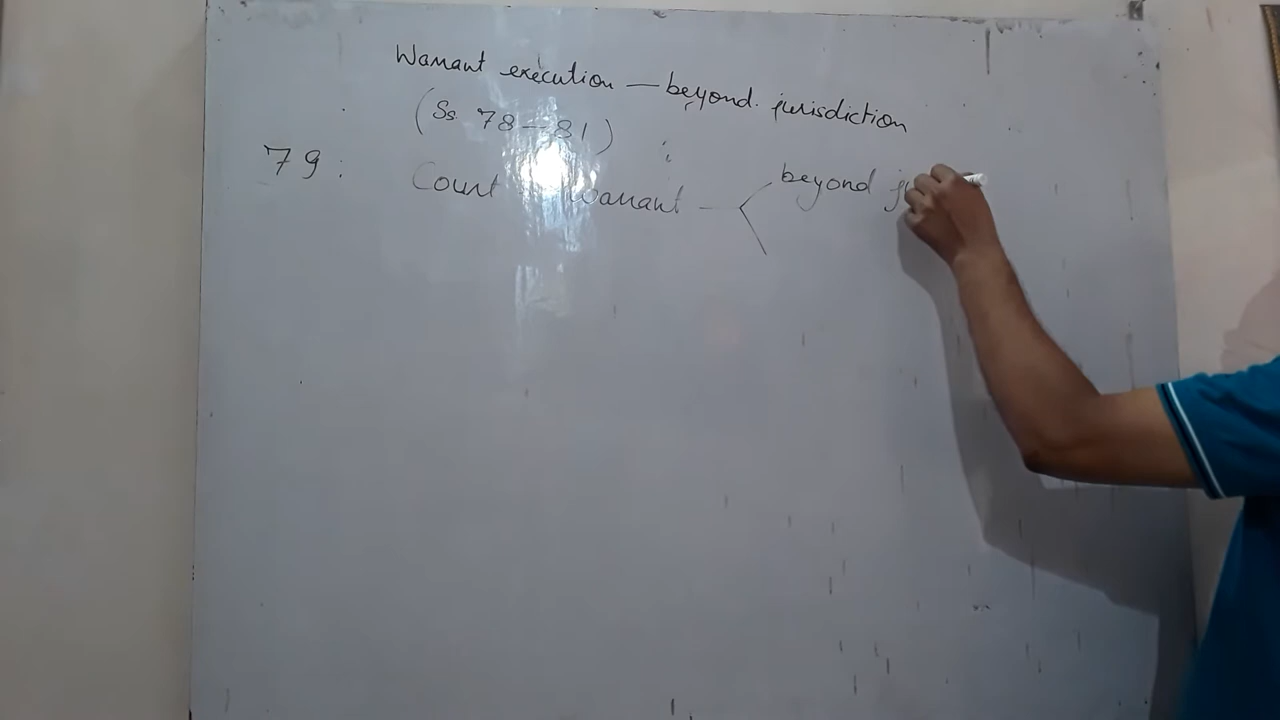 Warrant execution — beyond jurisdiction
(Ss 78-81)
79: Court Warrant - < beyond